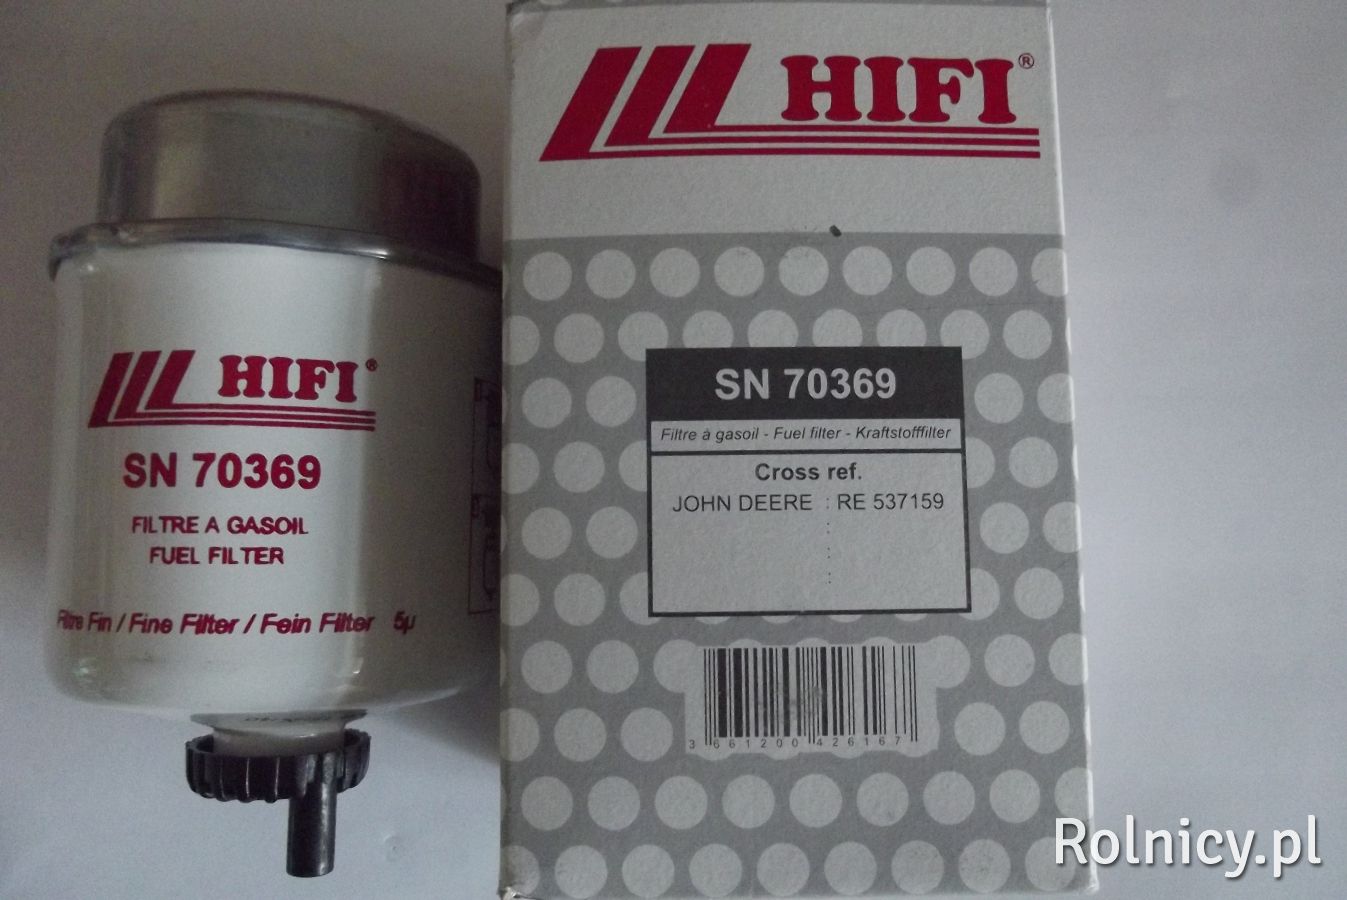 HIFI®
SN 70369
FILTRE A GASOIL
FUEL FILTER
Filtre Fin / Fine Filter / Fein Filter 5µ
HIFI®
SN 70369
Filtre à gasoil - Fuel filter - Kraftstofffilter
Cross ref.
JOHN DEERE : RE 537159
3 661200 426167
Rolnicy.pl